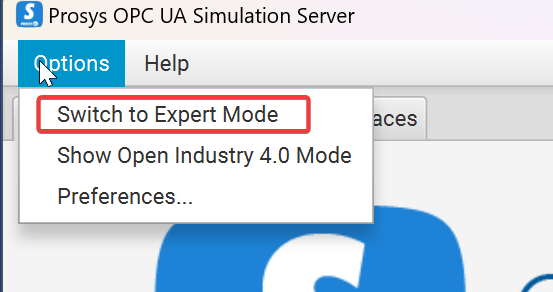 Prosys OPC UA Simulation Server
Options Help
Switch to Expert Mode
aces
Show Open Industry 4.0 Mode
Preferences...